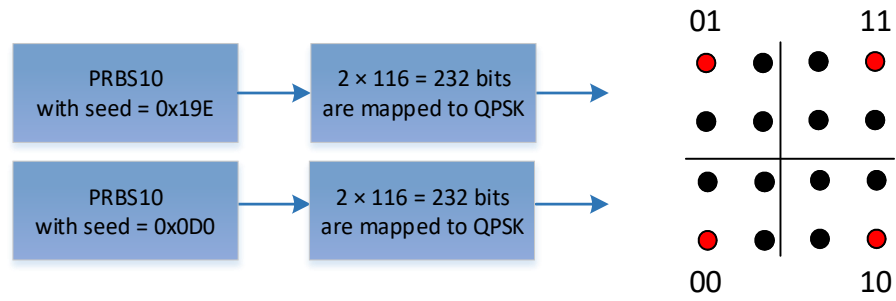 PRBS10
with seed = 0x19E
2 × 116 = 232 bits
are mapped to QPSK
PRBS10
with seed = 0x0D0
2 × 116 = 232 bits
are mapped to QPSK
01 11
00 10